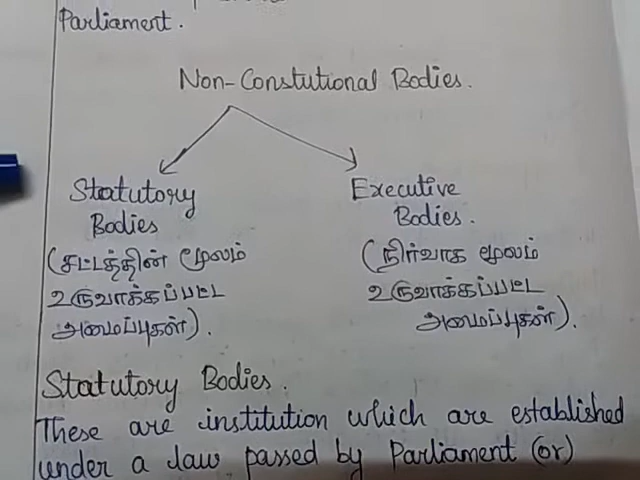 Parliament.
Non-Constutional Bodies.
Statutory
Bodies
(சட்டத்தின் மூலம்
உருவாக்கப்பட்ட
அமைப்புகள்).
Executive
Bodies.
(நிர்வாக மூலம்
உருவாக்கப்பட்ட
அமைப்புகள்).
Statutory Bodies.
These are institution which are established
under a law passed by Parliament (or)